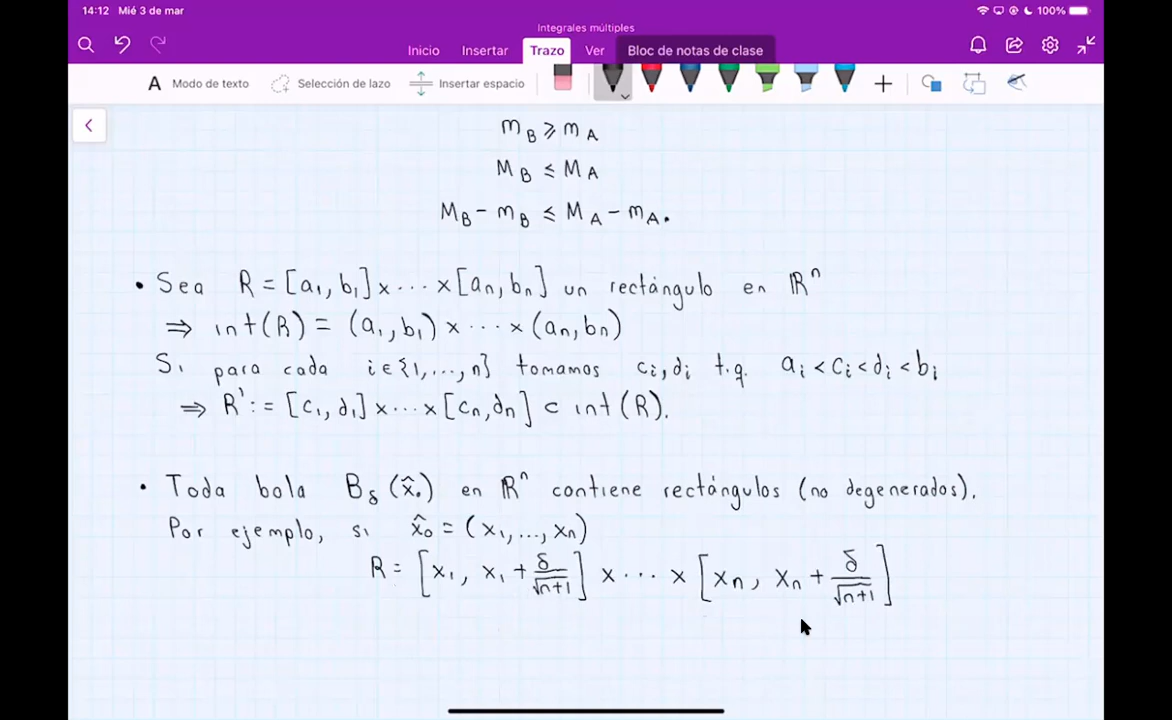 14:12 Mié 3 de mar
100%
Integrales múltiples
Inicio Insertar Trazo Ver Bloc de notas de clase
A Modo de texto Selección de lazo Insertar espacio
m_B ≥ m_A
M_B ≤ M_A
M_B - m_B ≤ M_A - m_A.
• Sea R = [a₁, b₁] × ··· × [aₙ, bₙ] un rectángulo en ℝⁿ
⇒ int(R) = (a₁, b₁) × ··· × (aₙ, bₙ)
Si para cada i ∈ {1, ..., n} tomamos cᵢ, dᵢ t.q. aᵢ < cᵢ < dᵢ < bᵢ
⇒ R' := [c₁, d₁] × ··· × [cₙ, dₙ] ⊂ int(R).
• Toda bola B_δ(x̂₀) en ℝⁿ contiene rectángulos (no degenerados).
Por ejemplo, si x̂₀ = (x₁, ..., xₙ)
R = [x₁, x₁ + δ/√(n+1)] × ··· × [xₙ, xₙ + δ/√(n+1)]